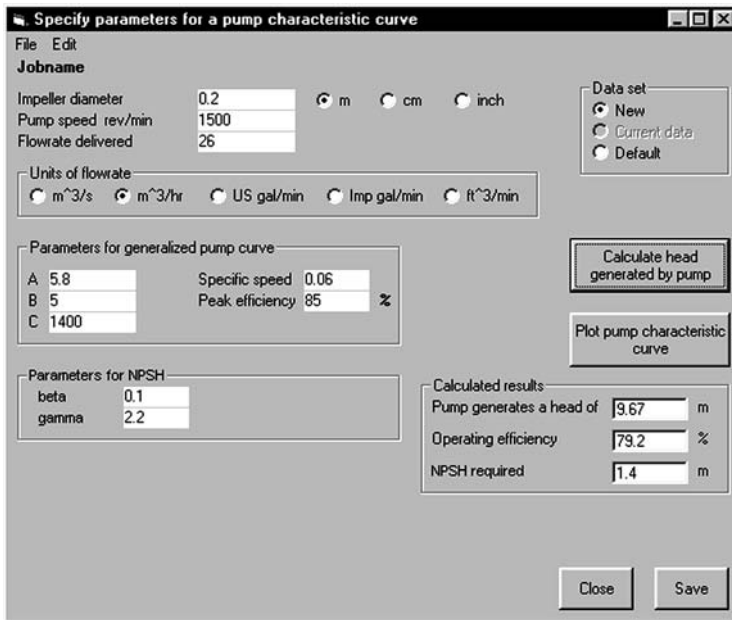 Specify parameters for a pump characteristic curve
File Edit
Jobname
Impeller diameter 0.2 m cm inch
Pump speed rev/min 1500
Flowrate delivered 26
Data set
New
Current data
Default
Units of flowrate
m^3/s m^3/hr US gal/min Imp gal/min ft^3/min
Parameters for generalized pump curve
A 5.8 Specific speed 0.06
B 5 Peak efficiency 85 %
C 1400
Calculate head
generated by pump
Plot pump characteristic
curve
Parameters for NPSH
beta 0.1
gamma 2.2
Calculated results
Pump generates a head of 9.67 m
Operating efficiency 79.2 %
NPSH required 1.4 m
Close Save